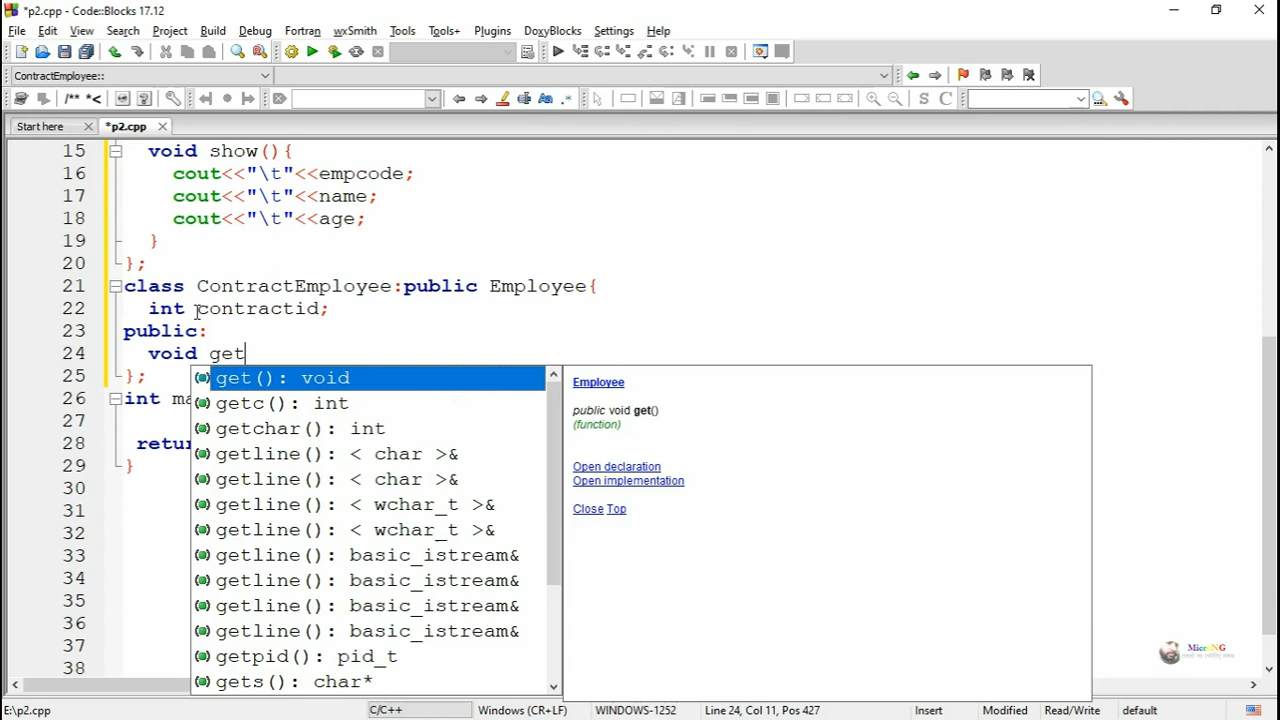 *p2.cpp - Code::Blocks 17.12
File Edit View Search Project Build Debug Fortran wxSmith Tools Tools+ Plugins DoxyBlocks Settings Help
ContractEmployee::
/** *< S C
Start here *p2.cpp
15 void show(){
16 cout<<"\t"<<empcode;
17 cout<<"\t"<<name;
18 cout<<"\t"<<age;
19 }
20 };
21 class ContractEmployee:public Employee{
22 int contractid;
23 public:
24 void get
25 };
26 int ma
27
28 retur
29 }
30
31
32
33
34
35
36
37
38
get(): void
getc(): int
getchar(): int
getline(): < char >&
getline(): < char >&
getline(): < wchar_t >&
getline(): < wchar_t >&
getline(): basic_istream&
getline(): basic_istream&
getline(): basic_istream&
getline(): basic_istream&
getpid(): pid_t
gets(): char*
Employee
public void get()
(function)
Open declaration
Open implementation
Close Top
MicroNG
E:\p2.cpp C/C++ Windows (CR+LF) WINDOWS-1252 Line 24, Col 11, Pos 427 Insert Modified Read/Write default